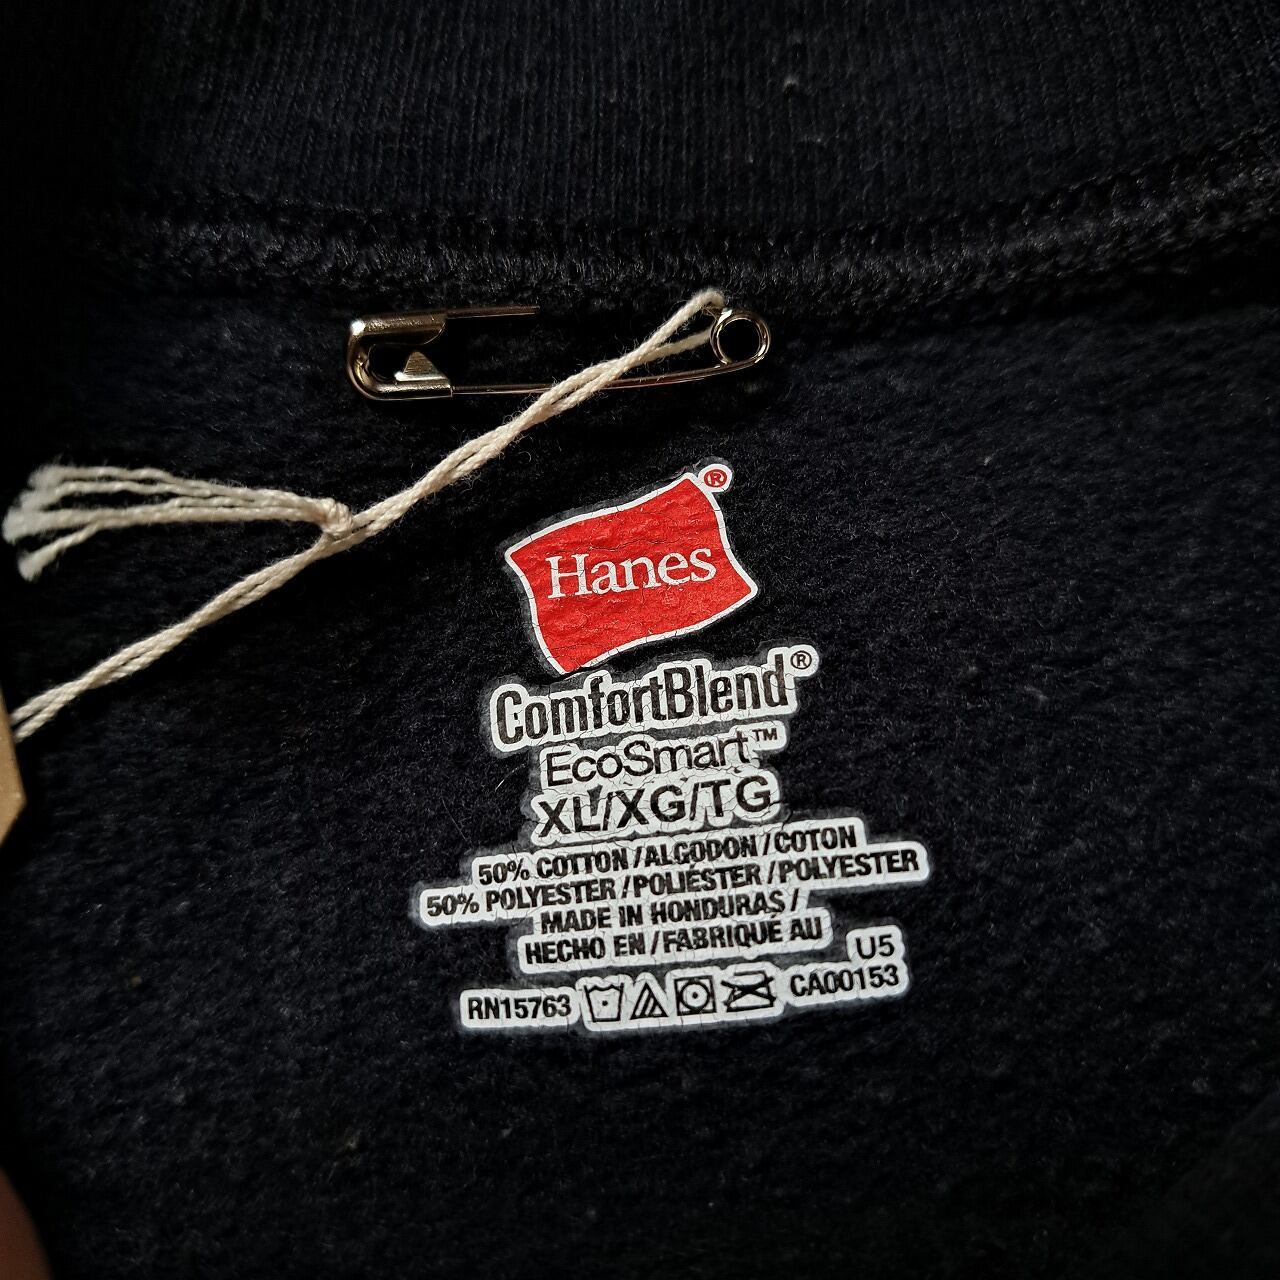 Hanes®
ComfortBlend®
EcoSmart™
XL/XG/TG
50% COTTON/ALGODON/COTON
50% POLYESTER/POLIÉSTER/POLYESTER
MADE IN HONDURAS/
HECHO EN/FABRIQUÉ AU
U5
RN15763 CA00153